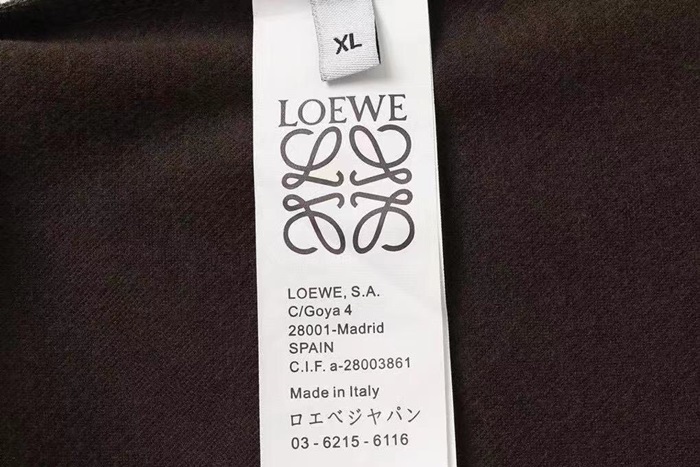 XL
LOEWE
LOEWE, S.A.
C/Goya 4
28001-Madrid
SPAIN
C.I.F. a-28003861
Made in Italy
ロエベジャパン
03 - 6215 - 6116